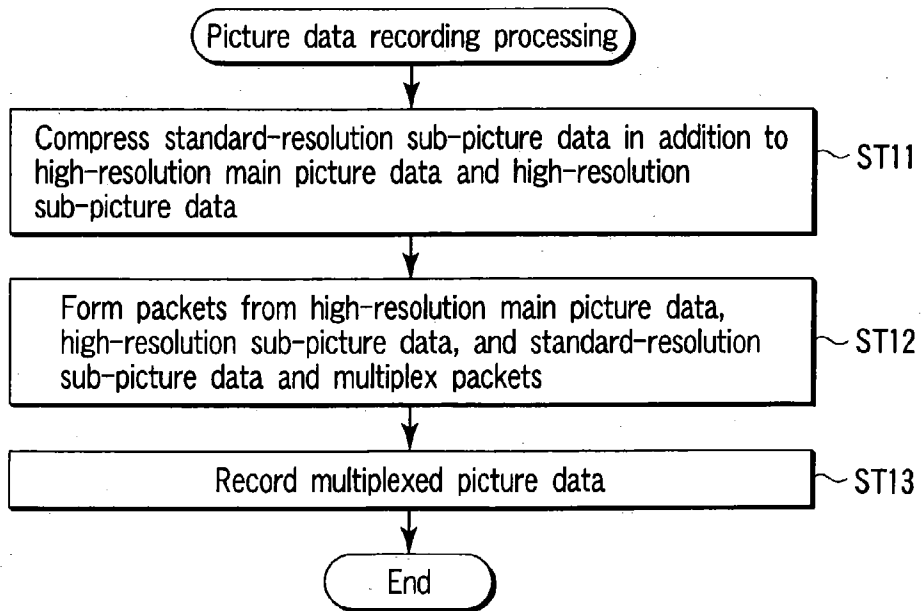 Picture data recording processing
Compress standard-resolution sub-picture data in addition to
high-resolution main picture data and high-resolution
sub-picture data
ST11
Form packets from high-resolution main picture data,
high-resolution sub-picture data, and standard-resolution
sub-picture data and multiplex packets
ST12
Record multiplexed picture data
ST13
End